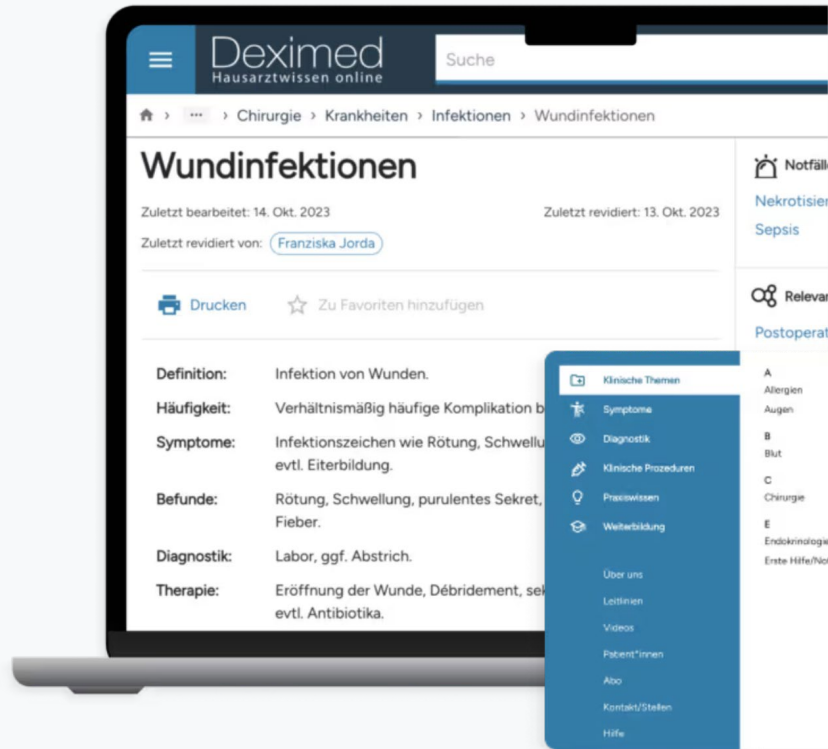 Deximed
Hausarztwissen online
Suche
Chirurgie > Krankheiten > Infektionen > Wundinfektionen
Wundinfektionen
Zuletzt bearbeitet: 14. Okt. 2023
Zuletzt revidiert: 13. Okt. 2023
Zuletzt revidiert von: Franziska Jorda
Drucken
Zu Favoriten hinzufügen
Definition: Infektion von Wunden.
Häufigkeit: Verhältnismäßig häufige Komplikation
Symptome: Infektionszeichen wie Rötung,
evtl. Eiterbildung.
Befunde: Rötung, Schwellung, purulentes Sekret,
Fieber.
Diagnostik: Labor, ggf. Abstrich.
Therapie: Eröffnung der Wunde, Débridement,
evtl. Antibiotika.
Sepsis
Klinische Themen
Symptome
Diagnostik
Klinische Prozeduren
Praxiswissen
Weiterbildung
Über uns
Leitlinien
Videos
Patient*innen
Abo
Kontakt/Stellen
Hilfe
A
Allergien
Augen
B
Blut
C
Chirurgie
E
Endokrinologie
Erste